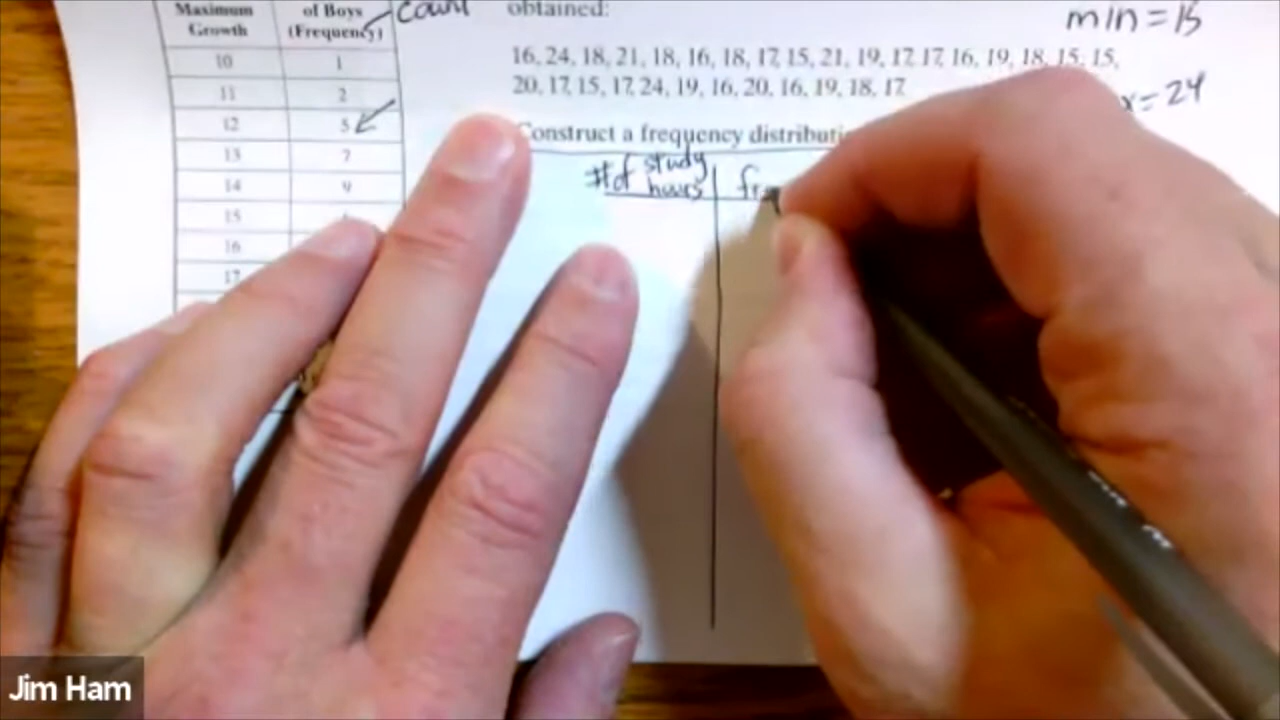 Maximum
Growth
of Boys
(Frequency)
count
10 1
11 2
12 5
13 7
14 9
15
16
17
obtained:
16, 24, 18, 21, 18, 16, 18, 17, 15, 21, 19, 17, 17, 16, 19, 18, 15, 15,
20, 17, 15, 17, 24, 19, 16, 20, 16, 19, 18, 17
min = 15
x = 24
Construct a frequency
# of study
hours
Jim Ham